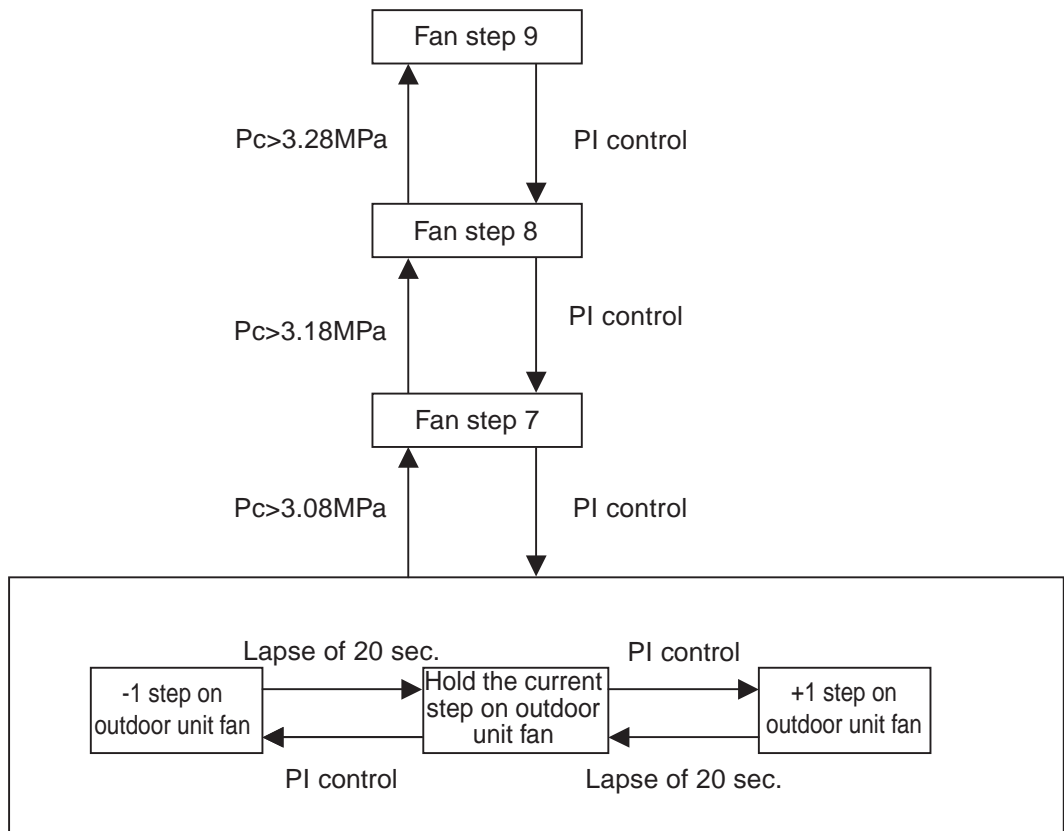 Fan step 9
Pc>3.28MPa
PI control
Fan step 8
Pc>3.18MPa
PI control
Fan step 7
Pc>3.08MPa
PI control
Lapse of 20 sec.
PI control
-1 step on
outdoor unit fan
Hold the current
step on outdoor
unit fan
+1 step on
outdoor unit fan
PI control
Lapse of 20 sec.